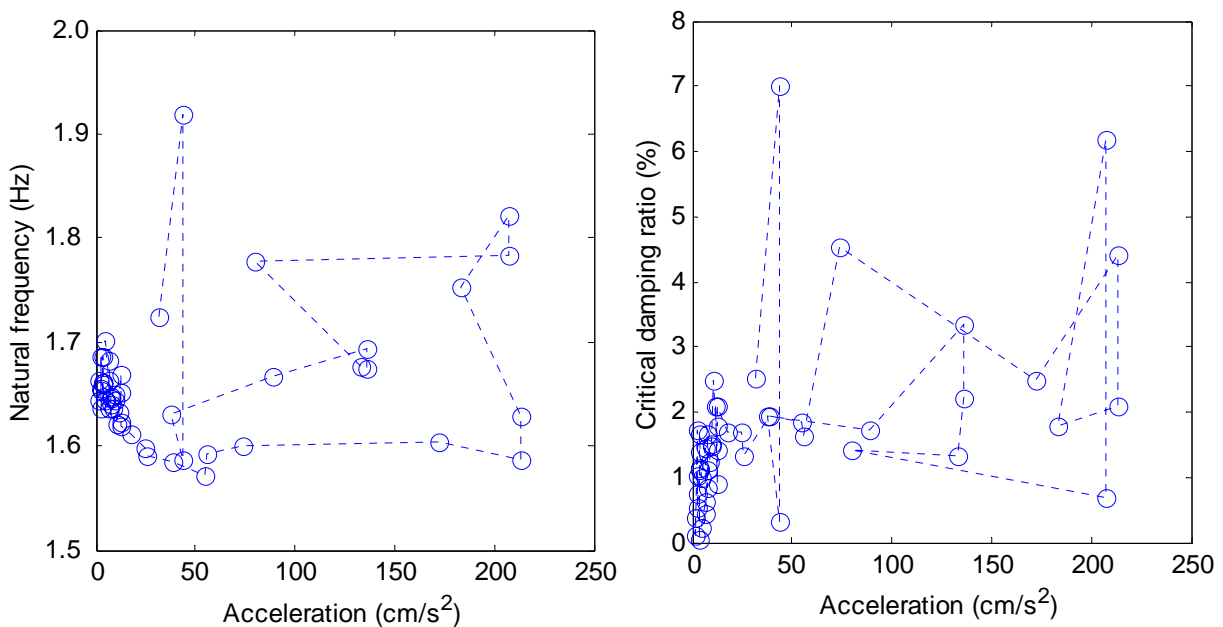 2.0
1.9
1.8
1.7
1.6
1.5
Natural frequency (Hz)
0 50 100 150 200 250
Acceleration (cm/s²)
8
7
6
5
4
3
2
1
0
Critical damping ratio (%)
0 50 100 150 200 250
Acceleration (cm/s²)